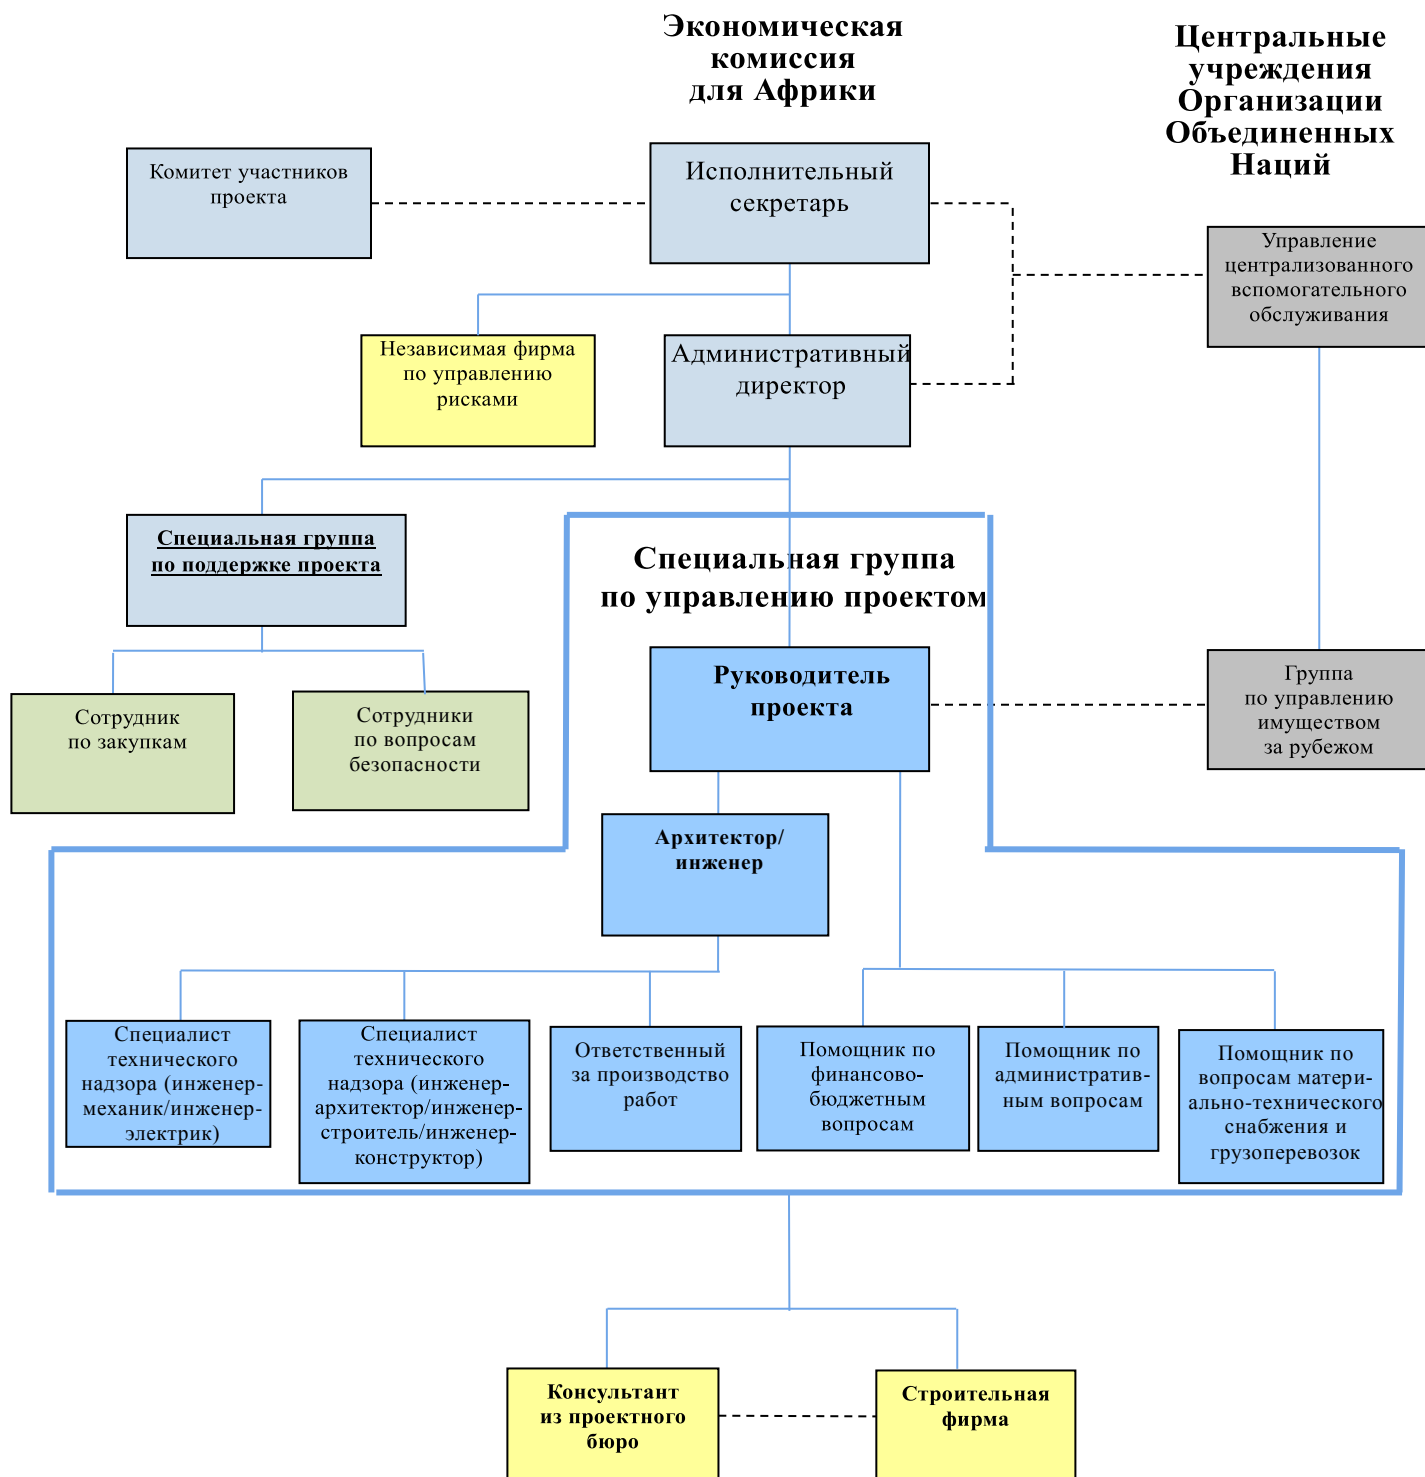 Экономическая
комиссия
для Африки
Центральные
учреждения
Организации
Объединенных
Наций
Комитет участников
проекта
Исполнительный
секретарь
Управление
централизованного
вспомогательного
обслуживания
Независимая фирма
по управлению
рисками
Административный
директор
Специальная группа
по поддержке проекта
Специальная группа
по управлению проектом
Руководитель
проекта
Группа
по управлению
имуществом
за рубежом
Сотрудник
по закупкам
Сотрудники
по вопросам
безопасности
Архитектор/
инженер
Специалист
технического
надзора (инженер-
механик/инженер-
электрик)
Специалист
технического
надзора (инженер-
архитектор/инженер-
строитель/инженер-
конструктор)
Ответственный
за производство
работ
Помощник по
финансово-
бюджетным
вопросам
Помощник по
административ-
ным вопросам
Помощник по
вопросам матери-
ально-технического
снабжения и
грузоперевозок
Консультант
из проектного
бюро
Строительная
фирма